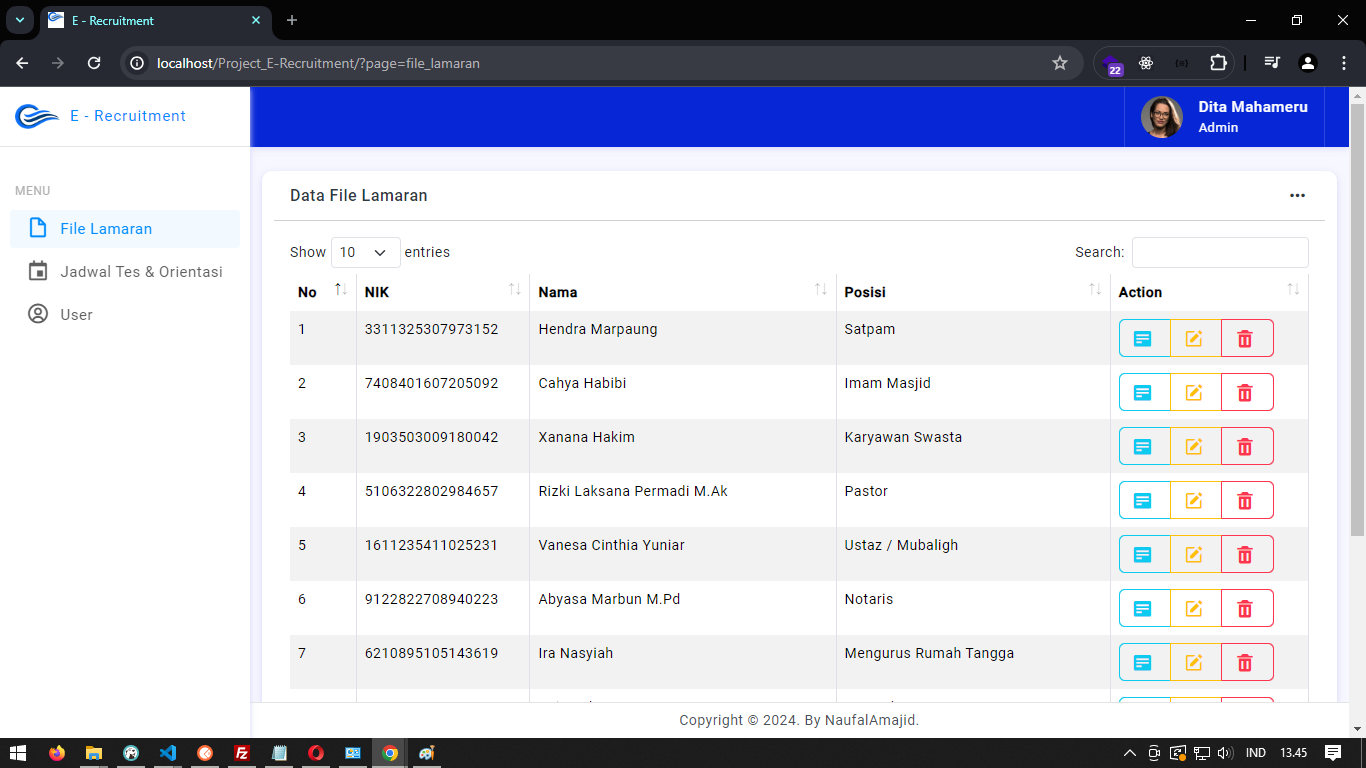 E - Recruitment
localhost/Project_E-Recruitment/?page=file_lamaran
22
E - Recruitment
Dita Mahameru
Admin
MENU
File Lamaran
Jadwal Tes & Orientasi
User
Data File Lamaran
Show 10 entries
Search:
No NIK Nama Posisi Action
1 3311325307973152 Hendra Marpaung Satpam
2 7408401607205092 Cahya Habibi Imam Masjid
3 1903503009180042 Xanana Hakim Karyawan Swasta
4 5106322802984657 Rizki Laksana Permadi M.Ak Pastor
5 1611235411025231 Vanesa Cinthia Yuniar Ustaz / Mubaligh
6 9122822708940223 Abyasa Marbun M.Pd Notaris
7 6210895105143619 Ira Nasyiah Mengurus Rumah Tangga
Copyright © 2024. By NaufalAmajid.
IND 13.45